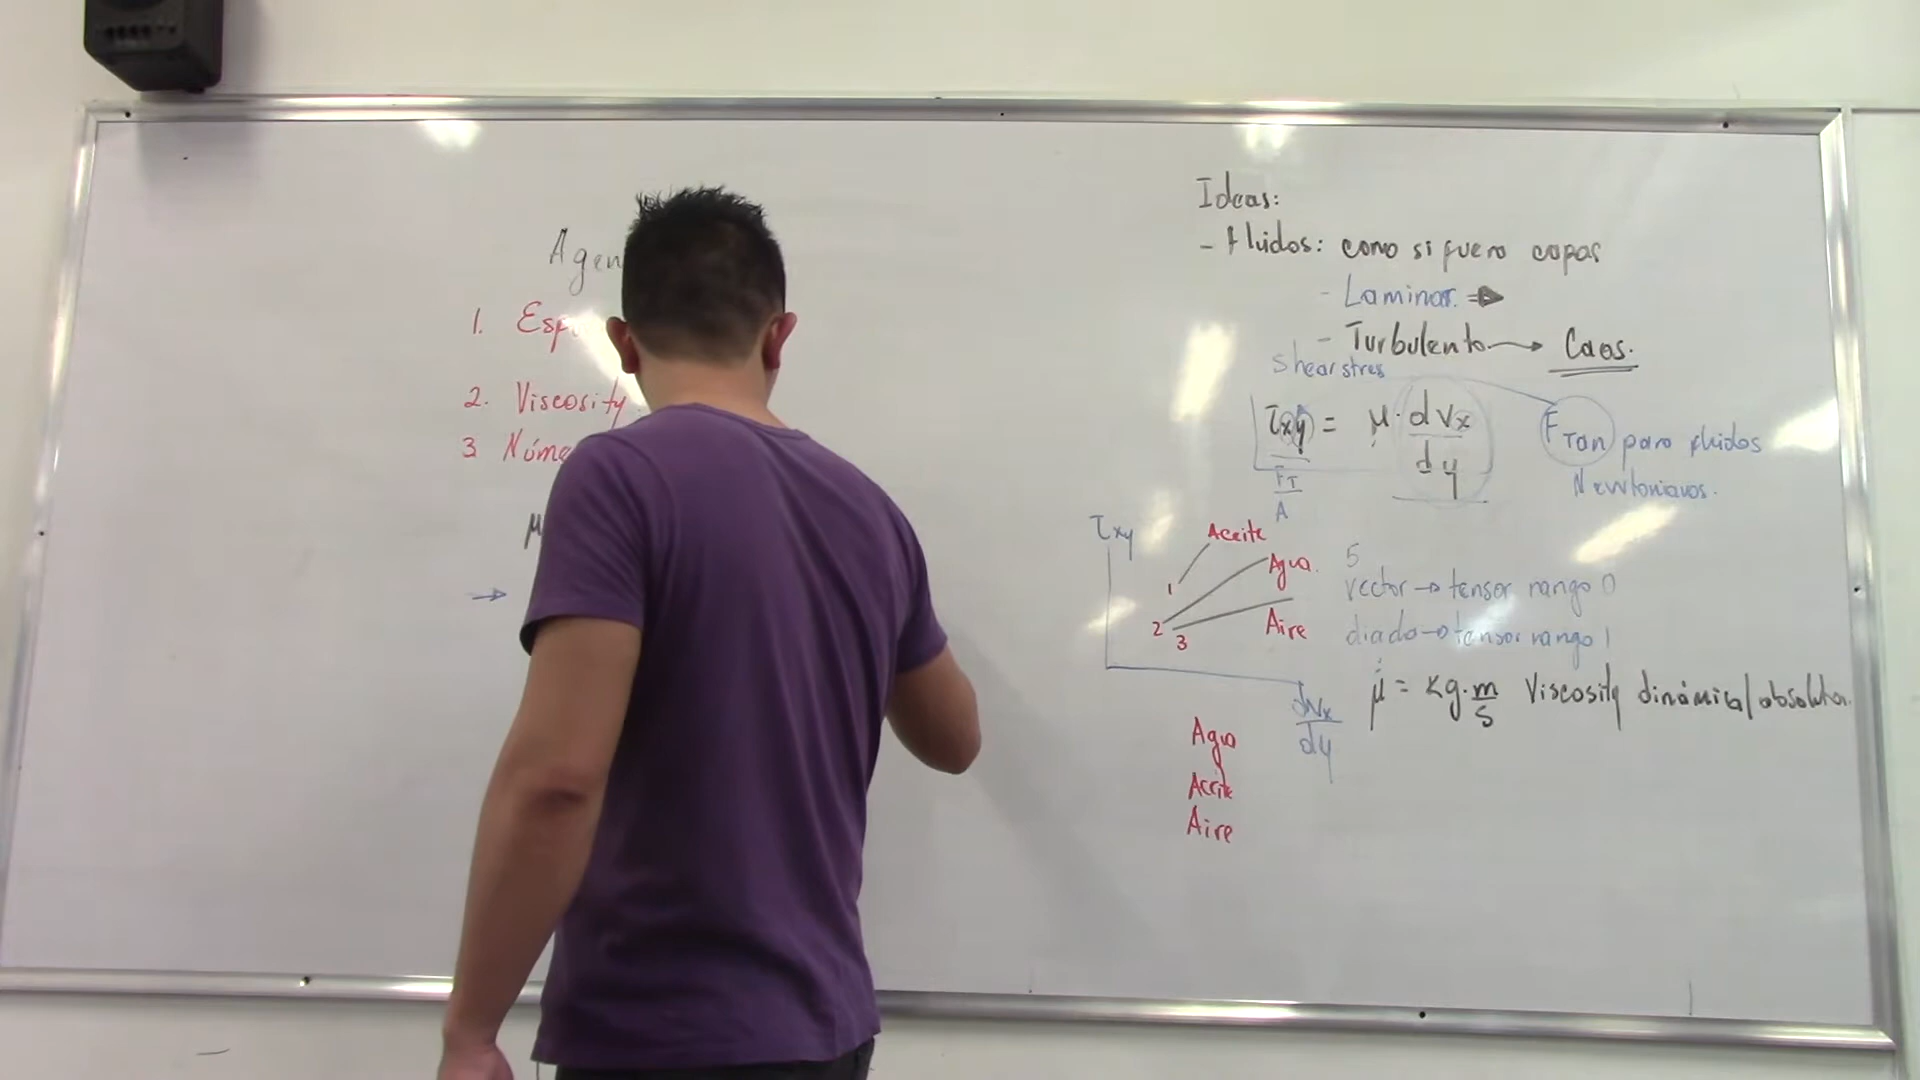 Agen
1. Esp
2. Viscosity
3 Núme
μ
→
Ideas:
- Fluidos: como si fuera capas
- Laminar. ⇒
- Turbulento → Caos.
Shear stres
τxy = μ · dVx
dy
FT
A
FTan para fluidos
Newtonianos.
τxy
Aceite
Agua.
Aire
1
2
3
dVx
dy
Agua
Aceite
Aire
vector → tensor rango 0
diada → tensor rango 1
μ = kg · m Viscosity dinámica/absoluta.
s